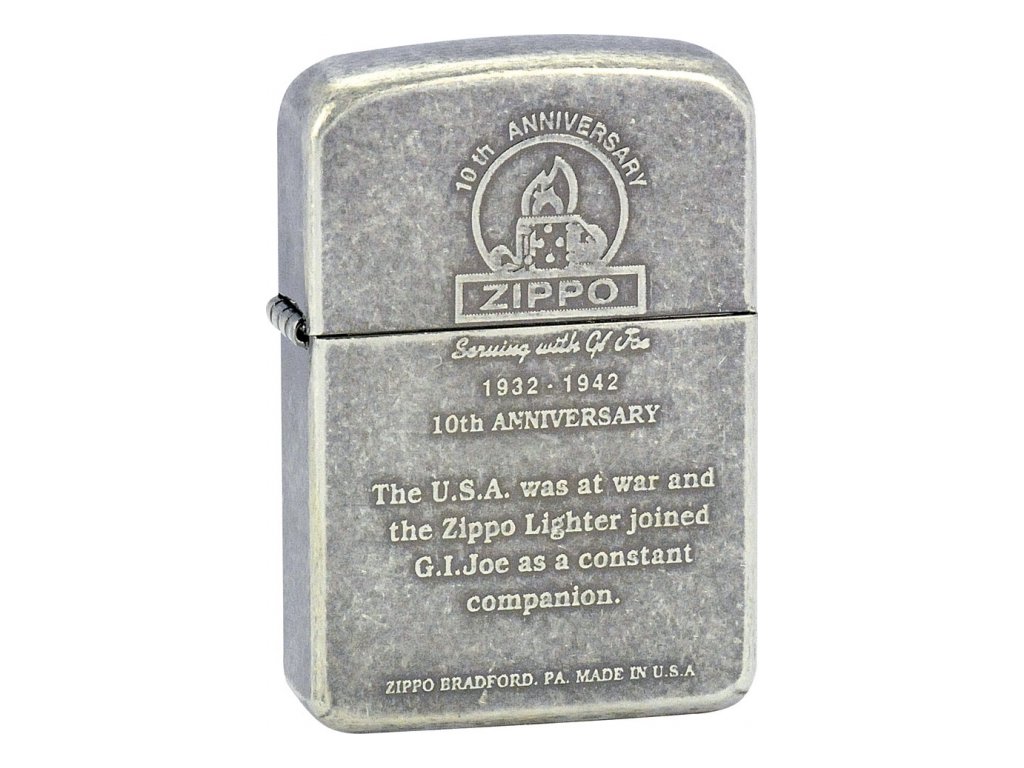 10th ANNIVERSARY
ZIPPO
Serving with GI Joe
1932 · 1942
10th ANNIVERSARY
The U.S.A. was at war and
the Zippo Lighter joined
G.I.Joe as a constant
companion.
ZIPPO BRADFORD. PA. MADE IN U.S.A